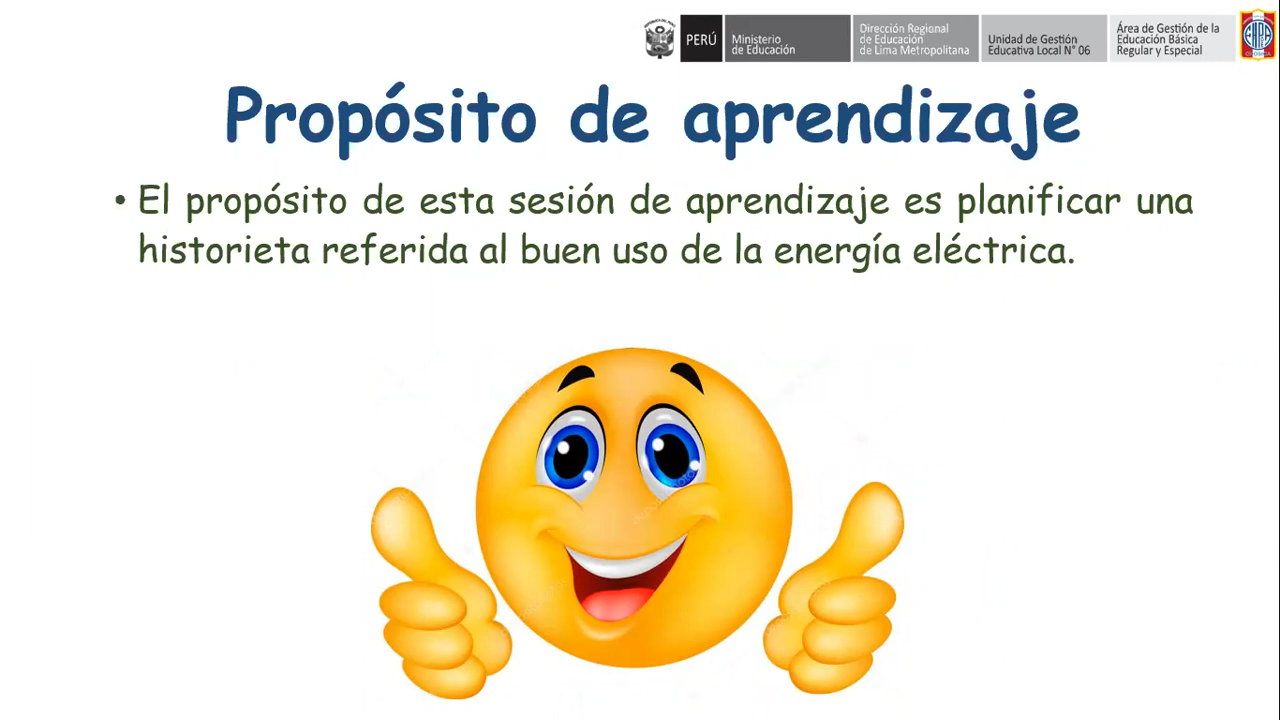 PERÚ
Ministerio
de Educación
Dirección Regional
de Educación
de Lima Metropolitana
Unidad de Gestión
Educativa Local N° 06
Área de Gestión de la
Educación Básica
Regular y Especial
Propósito de aprendizaje
• El propósito de esta sesión de aprendizaje es planificar una
historieta referida al buen uso de la energía eléctrica.